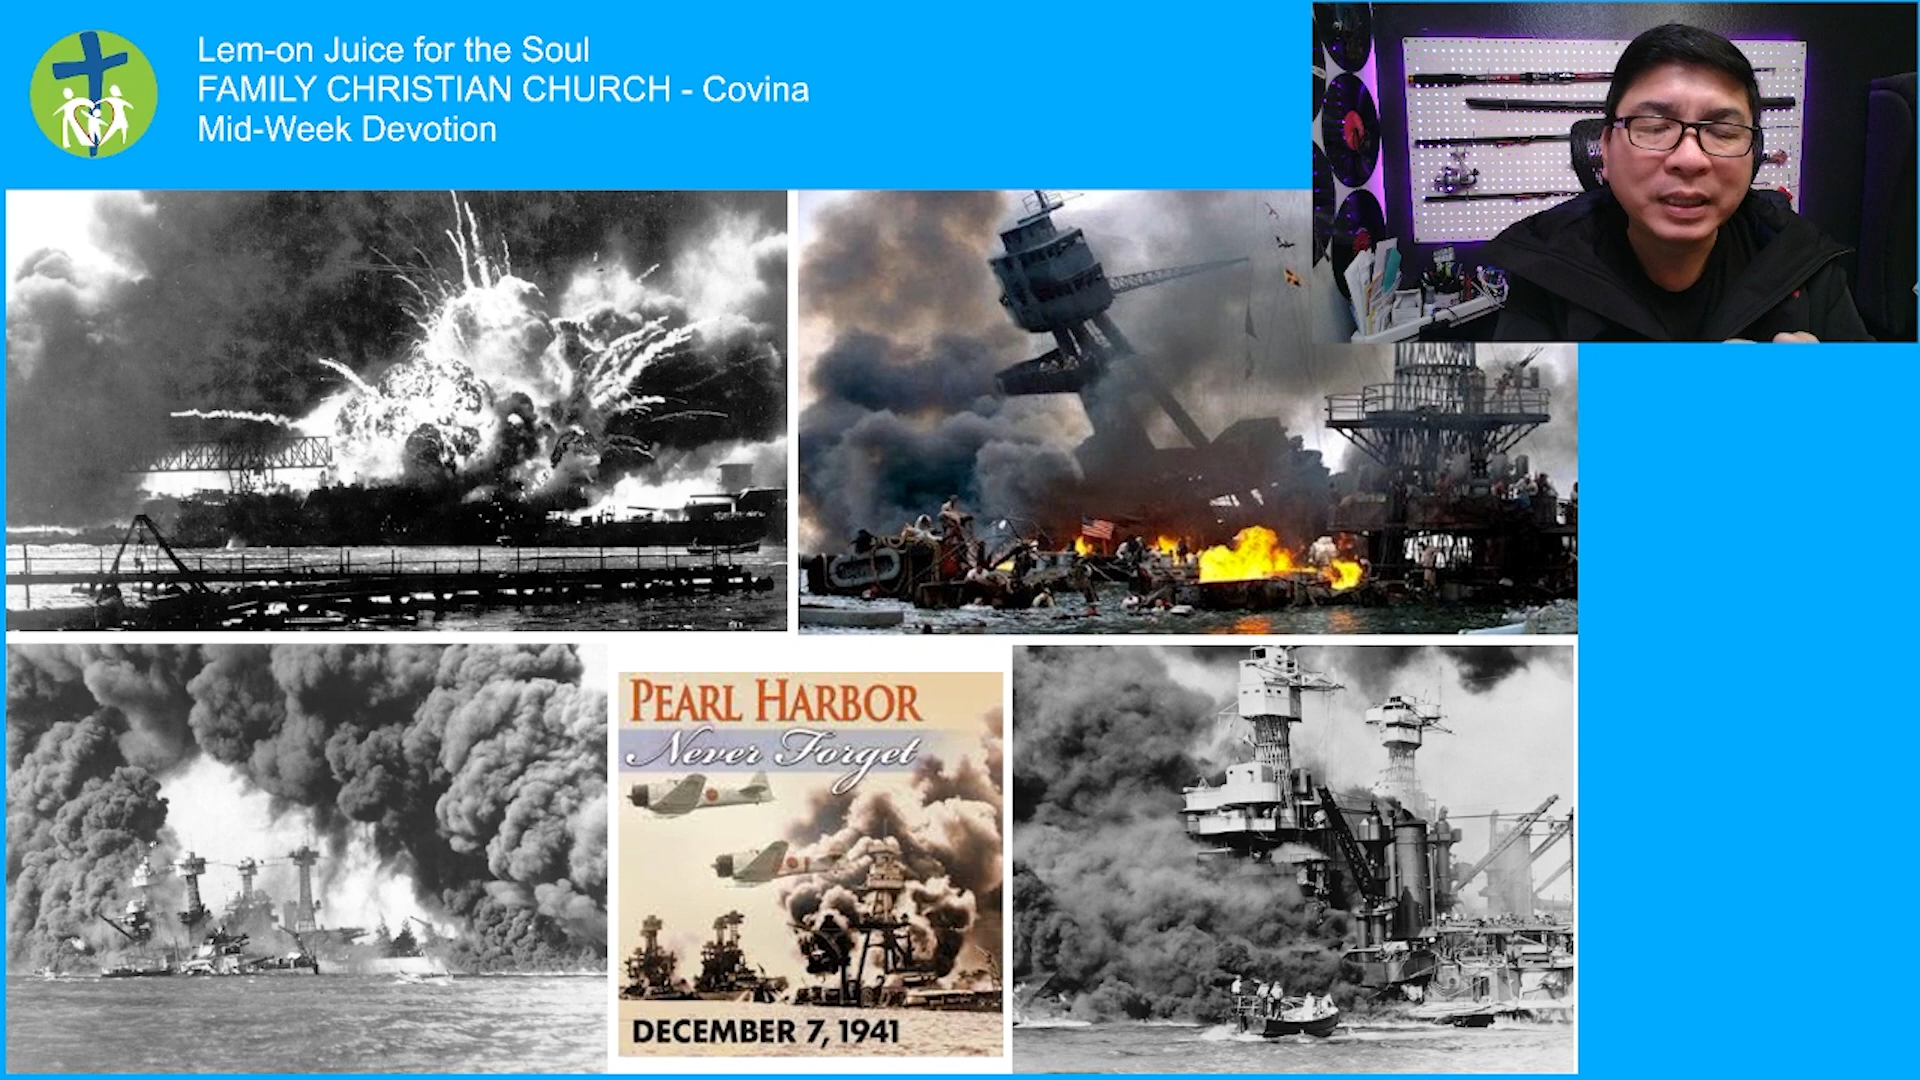 Lem-on Juice for the Soul
FAMILY CHRISTIAN CHURCH - Covina
Mid-Week Devotion
PEARL HARBOR
Never Forget
DECEMBER 7, 1941